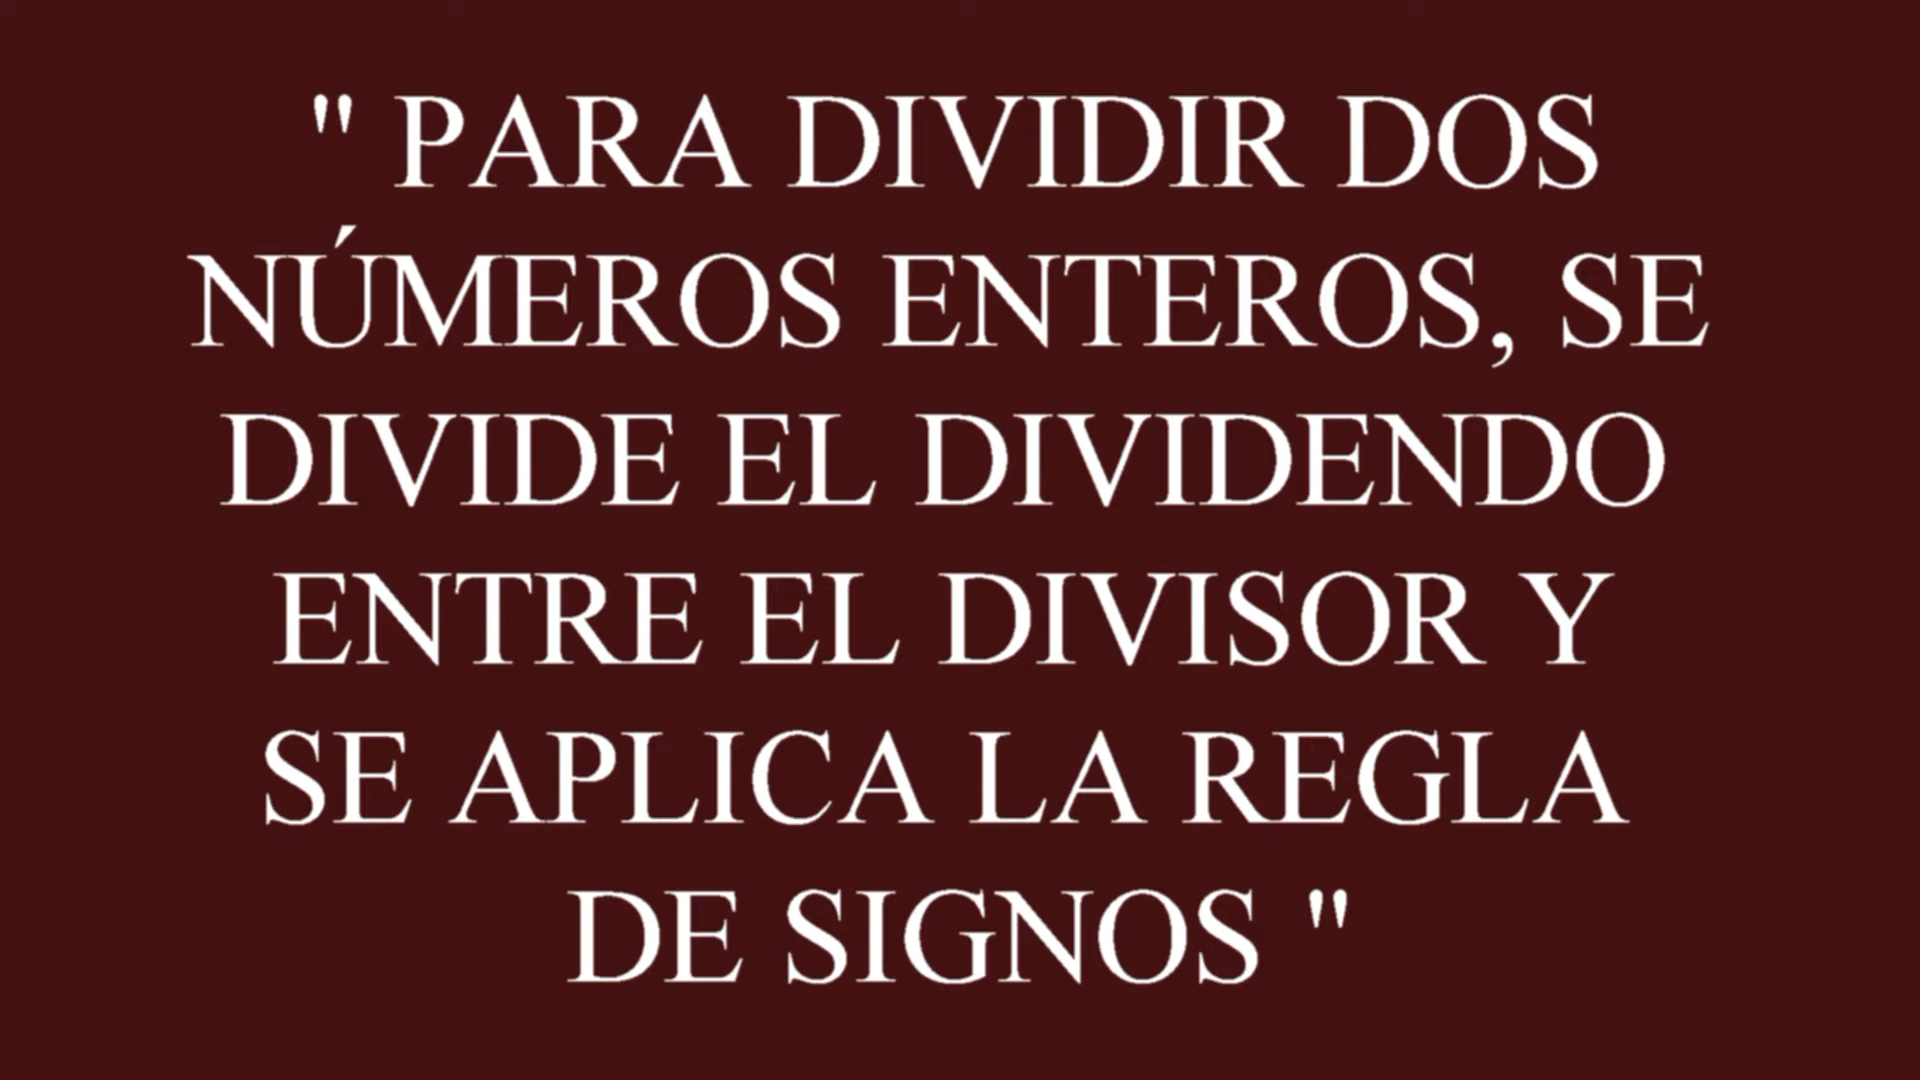 " PARA DIVIDIR DOS
NÚMEROS ENTEROS, SE
DIVIDE EL DIVIDENDO
ENTRE EL DIVISOR Y
SE APLICA LA REGLA
DE SIGNOS "